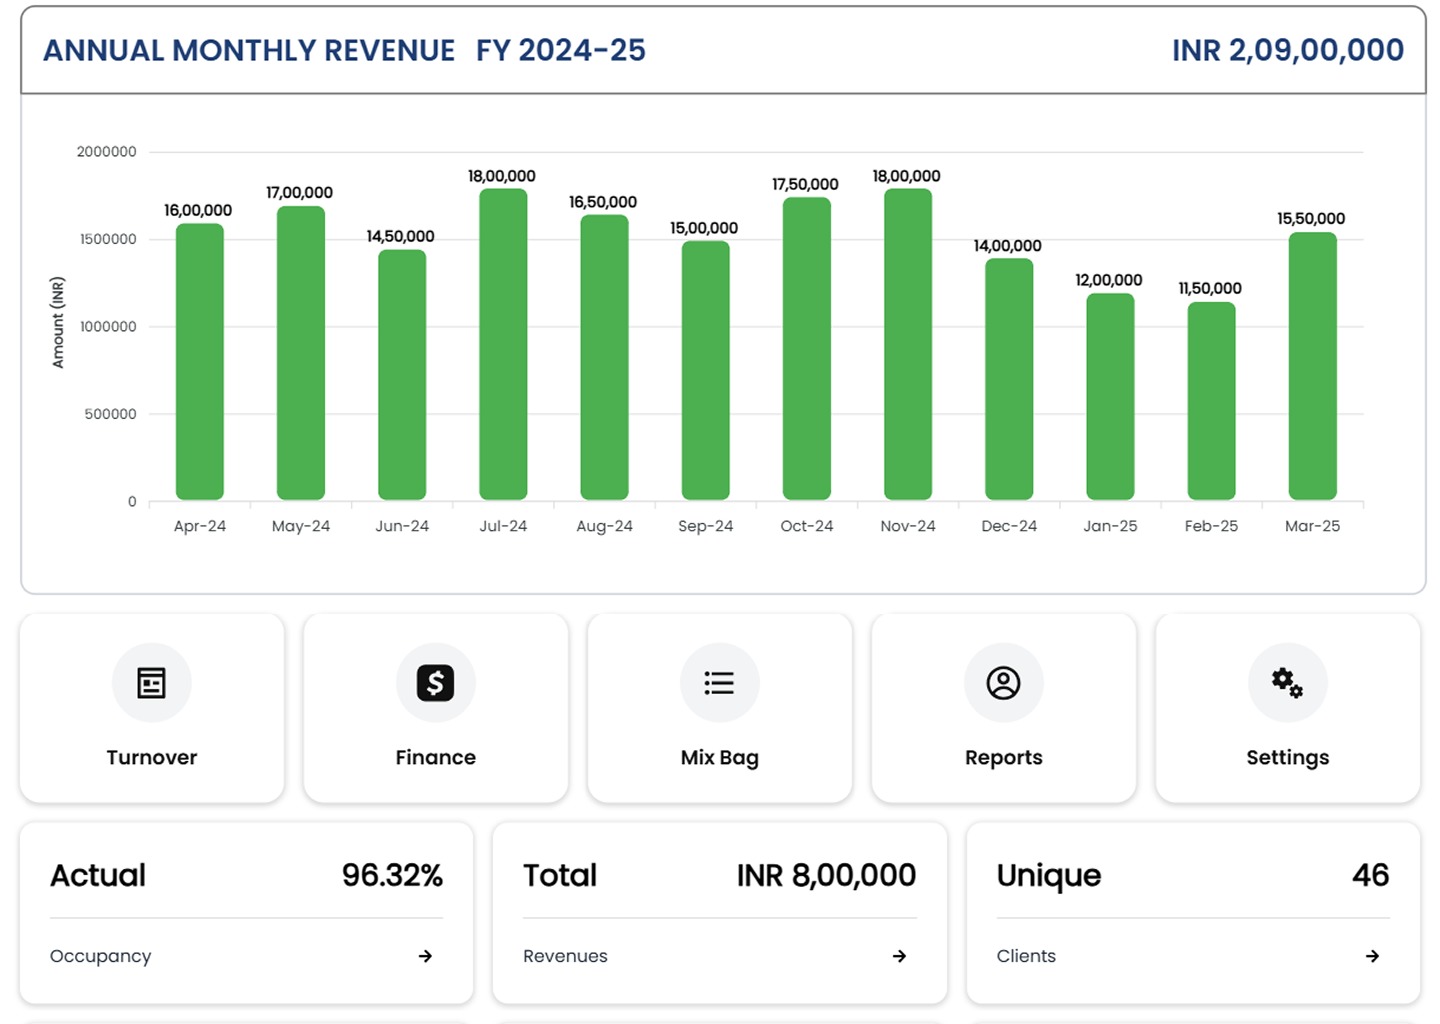 ANNUAL MONTHLY REVENUE FY 2024-25
INR 2,09,00,000
Amount (INR)
2000000
1500000
1000000
500000
0
16,00,000
17,00,000
14,50,000
18,00,000
16,50,000
15,00,000
17,50,000
18,00,000
14,00,000
12,00,000
11,50,000
15,50,000
Apr-24
May-24
Jun-24
Jul-24
Aug-24
Sep-24
Oct-24
Nov-24
Dec-24
Jan-25
Feb-25
Mar-25
Turnover
Finance
Mix Bag
Reports
Settings
Actual 96.32%
Occupancy
Total INR 8,00,000
Revenues
Unique 46
Clients